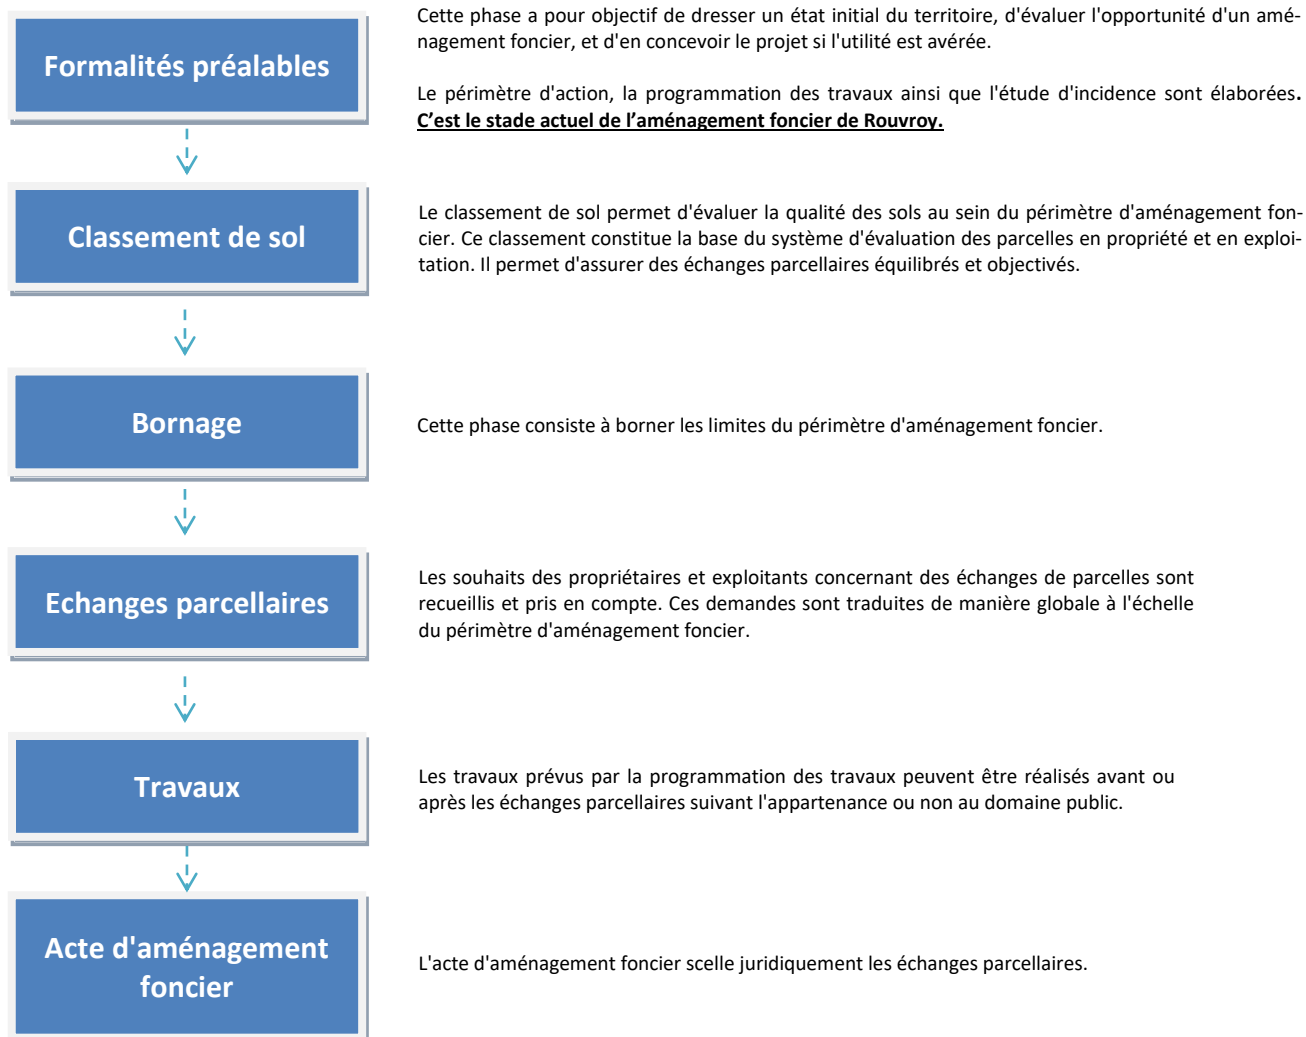 Formalités préalables
Cette phase a pour objectif de dresser un état initial du territoire, d'évaluer l'opportunité d'un amé-
nagement foncier, et d'en concevoir le projet si l'utilité est avérée.
Le périmètre d'action, la programmation des travaux ainsi que l'étude d'incidence sont élaborées.
C’est le stade actuel de l’aménagement foncier de Rouvroy.
Classement de sol
Le classement de sol permet d'évaluer la qualité des sols au sein du périmètre d'aménagement fon-
cier. Ce classement constitue la base du système d'évaluation des parcelles en propriété et en exploi-
tation. Il permet d'assurer des échanges parcellaires équilibrés et objectivés.
Bornage
Cette phase consiste à borner les limites du périmètre d'aménagement foncier.
Echanges parcellaires
Les souhaits des propriétaires et exploitants concernant des échanges de parcelles sont
recueillis et pris en compte. Ces demandes sont traduites de manière globale à l'échelle
du périmètre d'aménagement foncier.
Travaux
Les travaux prévus par la programmation des travaux peuvent être réalisés avant ou
après les échanges parcellaires suivant l'appartenance ou non au domaine public.
Acte d'aménagement
foncier
L'acte d'aménagement foncier scelle juridiquement les échanges parcellaires.